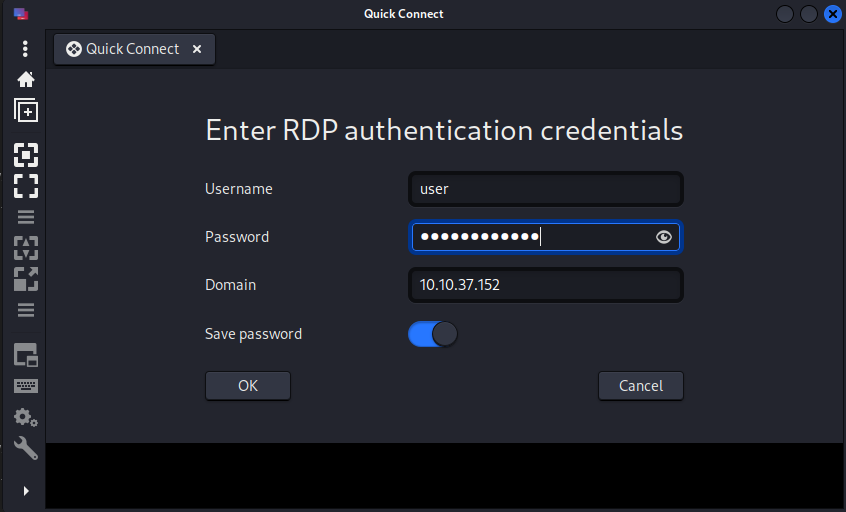 Quick Connect
Quick Connect
Enter RDP authentication credentials
Username
user
Password
●●●●●●●●●●●●
Domain
10.10.37.152
Save password
OK
Cancel